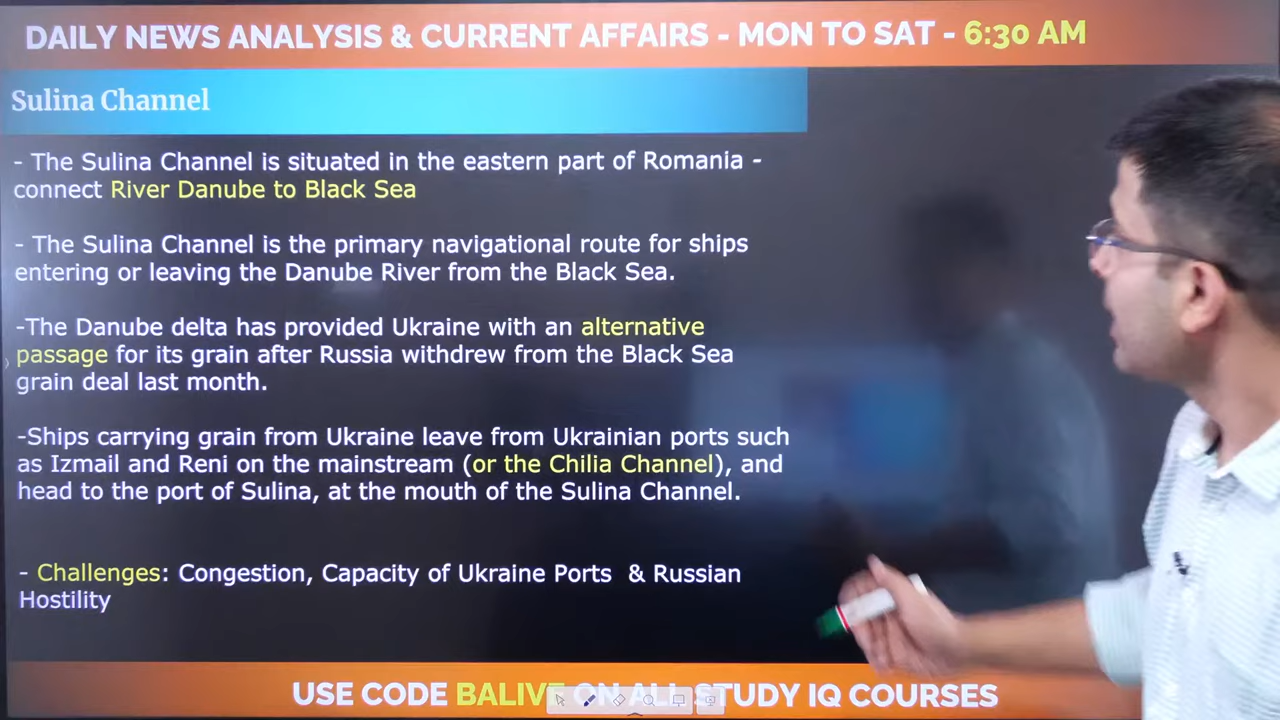 DAILY NEWS ANALYSIS & CURRENT AFFAIRS - MON TO SAT - 6:30 AM
Sulina Channel
- The Sulina Channel is situated in the eastern part of Romania -
connect River Danube to Black Sea
- The Sulina Channel is the primary navigational route for ships
entering or leaving the Danube River from the Black Sea.
-The Danube delta has provided Ukraine with an alternative
passage for its grain after Russia withdrew from the Black Sea
grain deal last month.
-Ships carrying grain from Ukraine leave from Ukrainian ports such
as Izmail and Reni on the mainstream (or the Chilia Channel), and
head to the port of Sulina, at the mouth of the Sulina Channel.
- Challenges: Congestion, Capacity of Ukraine Ports & Russian
Hostility
USE CODE BALIVE ON ALL STUDY IQ COURSES